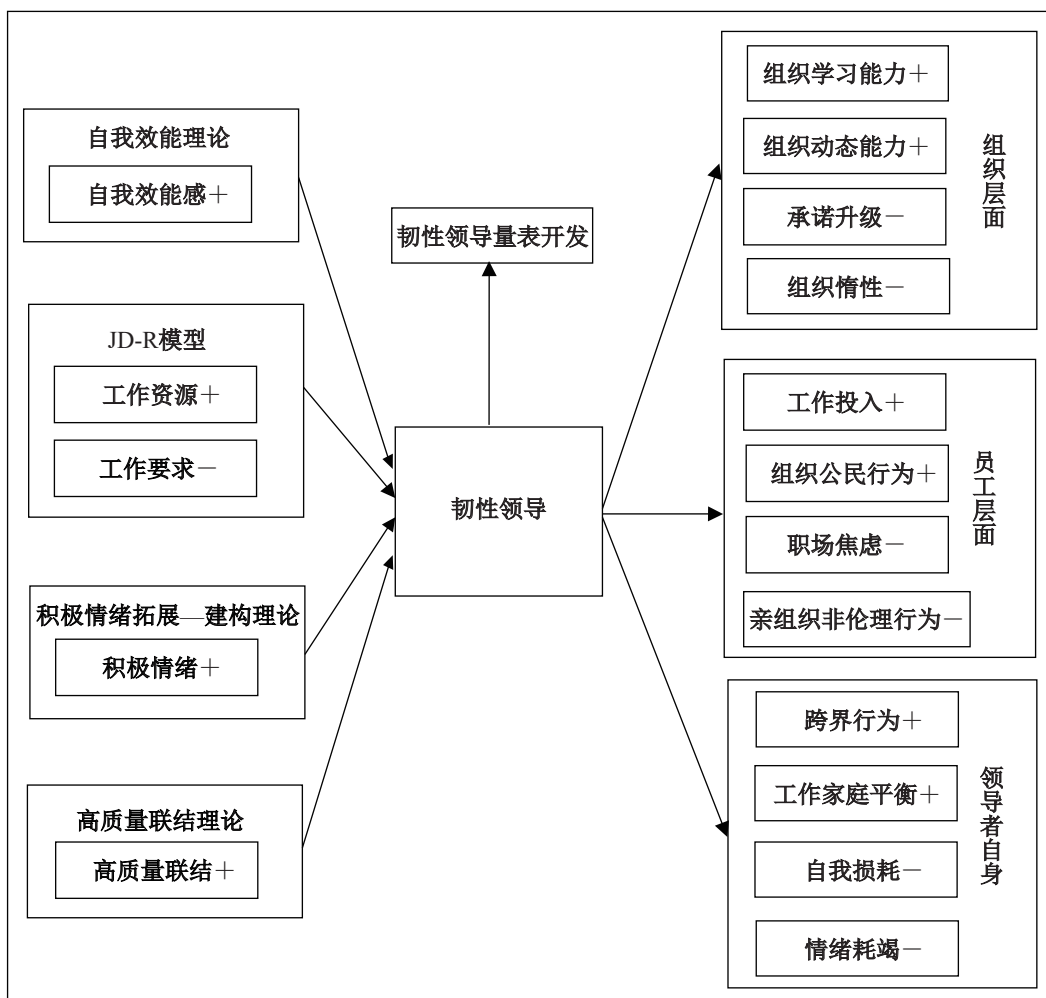 自我效能理论
自我效能感＋
JD-R模型
工作资源＋
工作要求－
积极情绪拓展—建构理论
积极情绪＋
高质量联结理论
高质量联结＋
韧性领导量表开发
韧性领导
组织学习能力＋
组织动态能力＋
承诺升级－
组织惰性－
组织层面
工作投入＋
组织公民行为＋
职场焦虑－
亲组织非伦理行为－
员工层面
跨界行为＋
工作家庭平衡＋
自我损耗－
情绪耗竭－
领导者自身